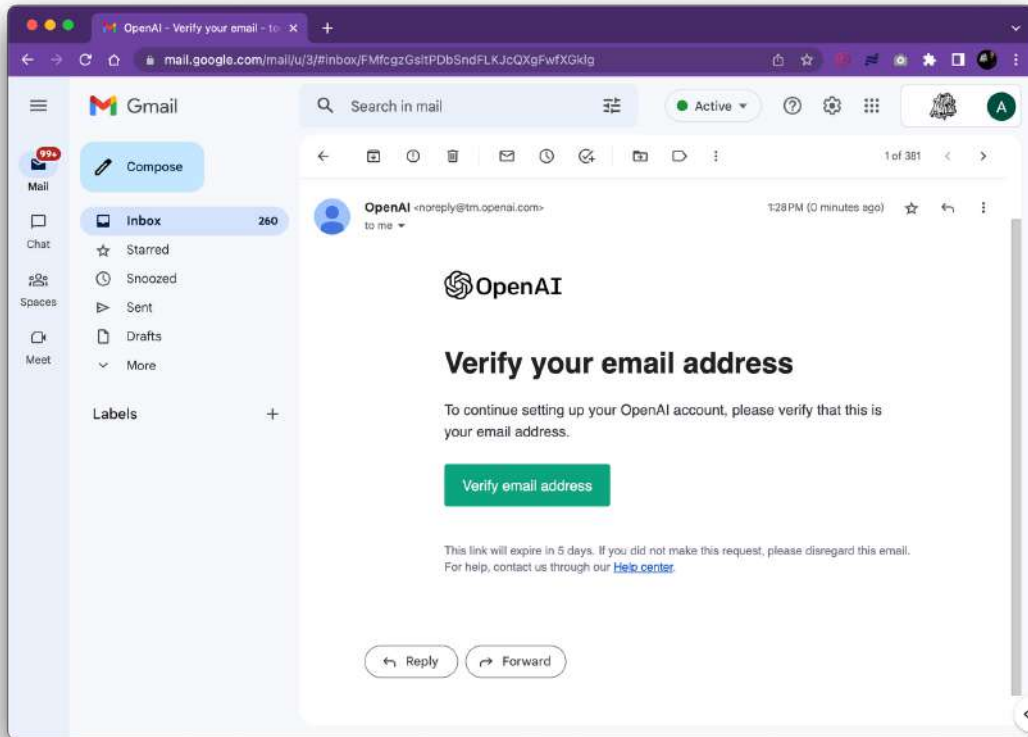 OpenAI - Verify your email - to
mail.google.com/mail/u/3/#inbox/FMfcgzGsltPDbSndFLKJcQXgFwfXGklg
Gmail
Search in mail
Active
A
99+
Mail
Compose
1 of 381
Inbox 260
OpenAI <noreply@tm.openai.com> 1:28 PM (0 minutes ago)
to me
Chat
Starred
Spaces
Snoozed
Sent
Meet
Drafts
More
Labels
OpenAI
Verify your email address
To continue setting up your OpenAI account, please verify that this is
your email address.
Verify email address
This link will expire in 5 days. If you did not make this request, please disregard this email.
For help, contact us through our Help center.
Reply Forward